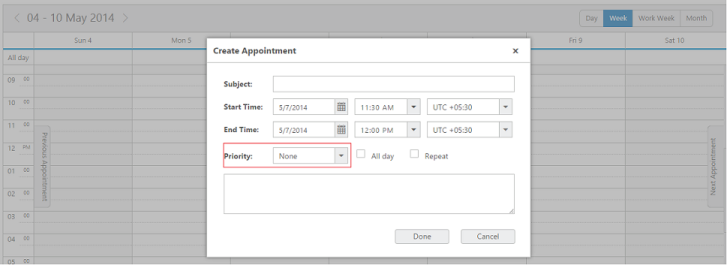 04 - 10 May 2014
Day Week Work Week Month
Sun 4 Mon 5 Fri 9 Sat 10
All day
Create Appointment x
Subject:
Start Time: 5/7/2014 11:30 AM UTC +05:30
End Time: 5/7/2014 12:00 PM UTC +05:30
Priority: None All day Repeat
Done Cancel
09 00
10 00
11 00
12 PM
01 00
02 00
03 00
04 00
05 00
Previous Appointment
Next Appointment